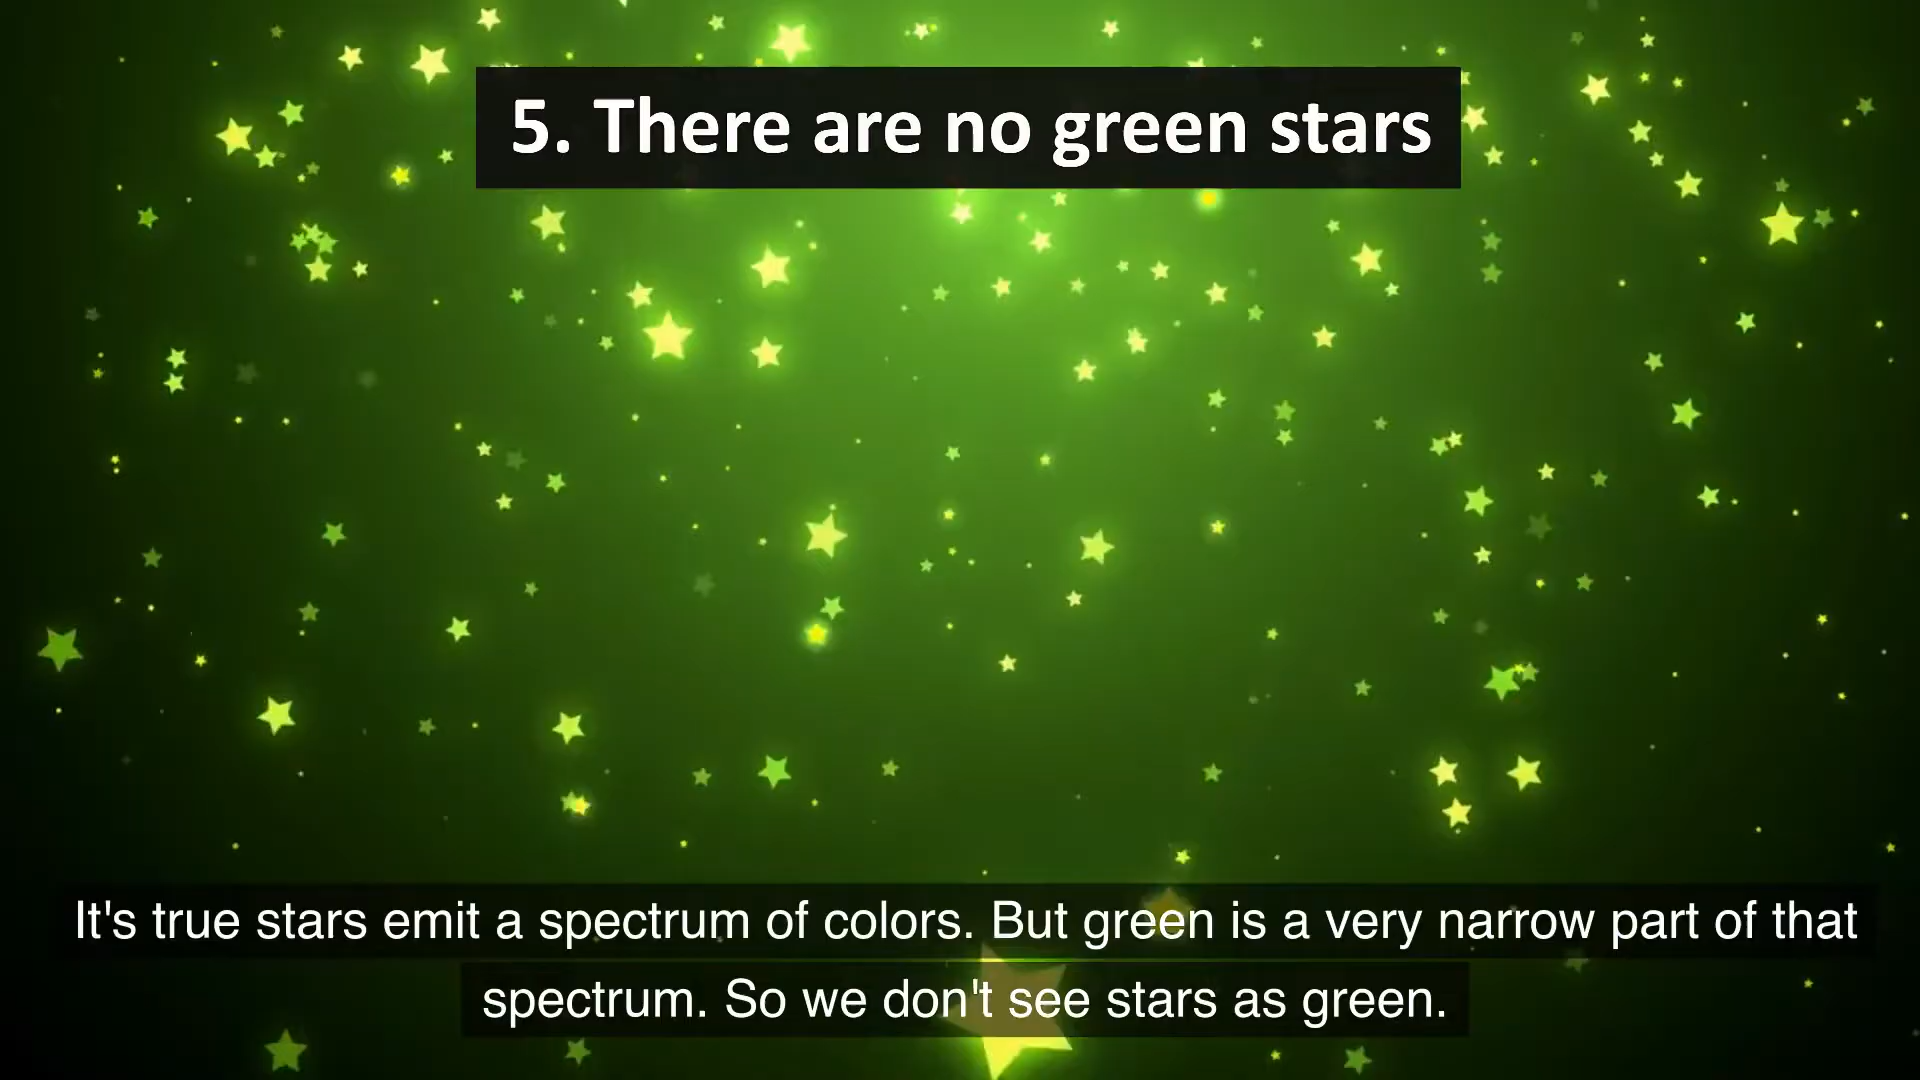 5. There are no green stars
It's true stars emit a spectrum of colors. But green is a very narrow part of that
spectrum. So we don't see stars as green.